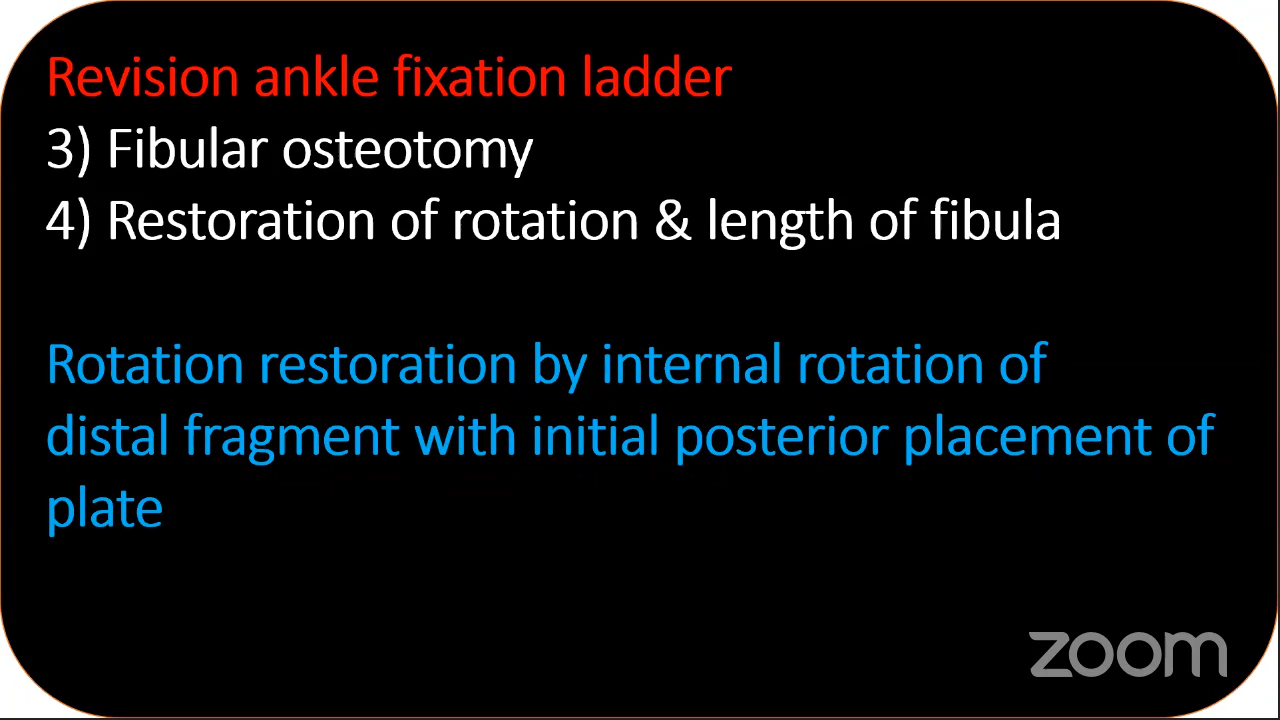 Revision ankle fixation ladder
3) Fibular osteotomy
4) Restoration of rotation & length of fibula
Rotation restoration by internal rotation of
distal fragment with initial posterior placement of
plate
zoom